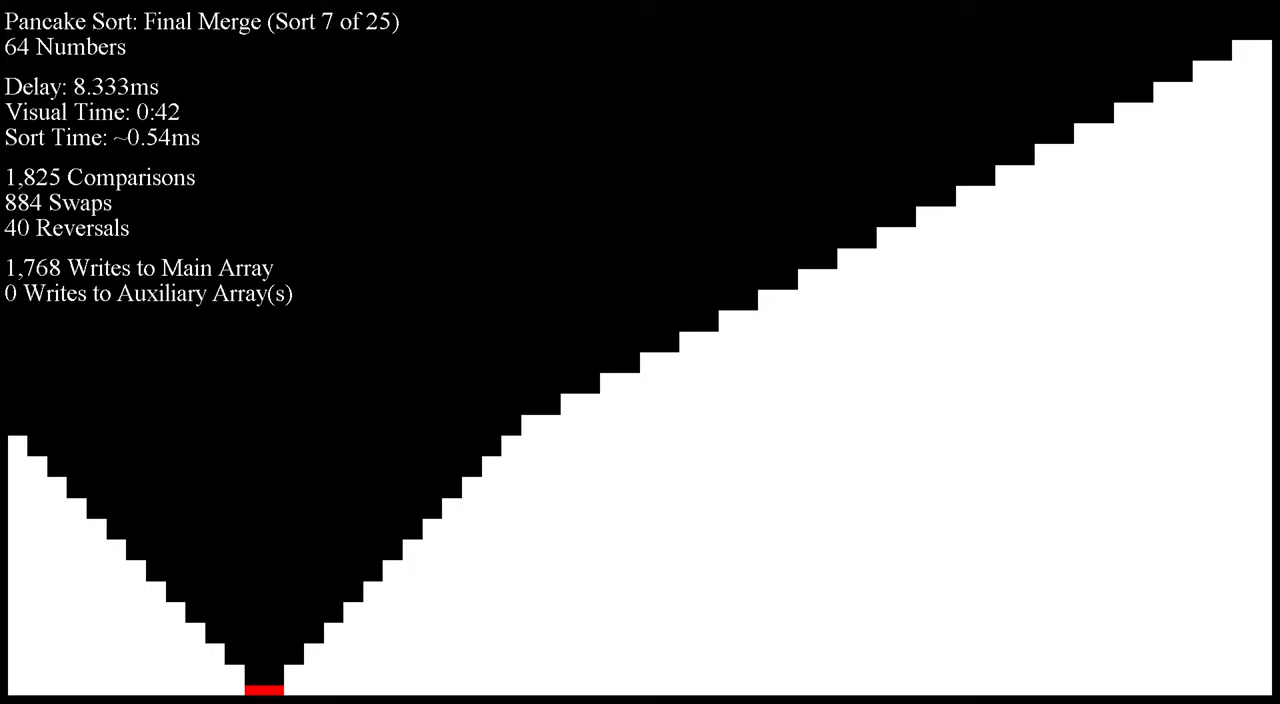 Pancake Sort: Final Merge (Sort 7 of 25)
64 Numbers
Delay: 8.333ms
Visual Time: 0:42
Sort Time: ~0.54ms
1,825 Comparisons
884 Swaps
40 Reversals
1,768 Writes to Main Array
0 Writes to Auxiliary Array(s)